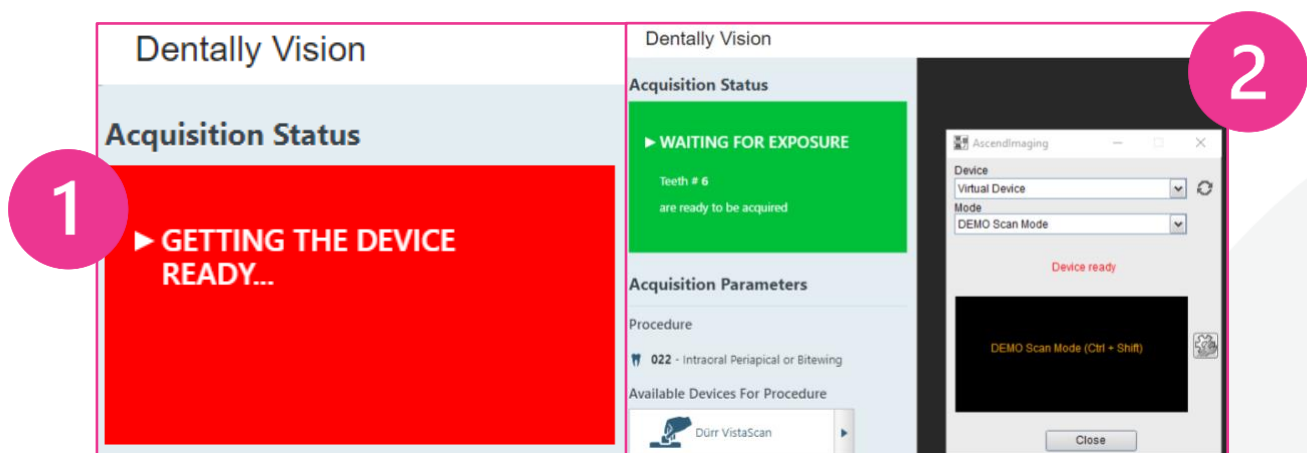 1
Dentally Vision
Acquisition Status
►GETTING THE DEVICE
READY...
2
Dentally Vision
Acquisition Status
►WAITING FOR EXPOSURE
Teeth # 6
are ready to be acquired
Acquisition Parameters
Procedure
022 - Intraoral Periapical or Bitewing
Available Devices For Procedure
Dürr VistaScan
AscendImaging
Device
Virtual Device
Mode
DEMO Scan Mode
Device ready
DEMO Scan Mode (Ctrl + Shift)
Close